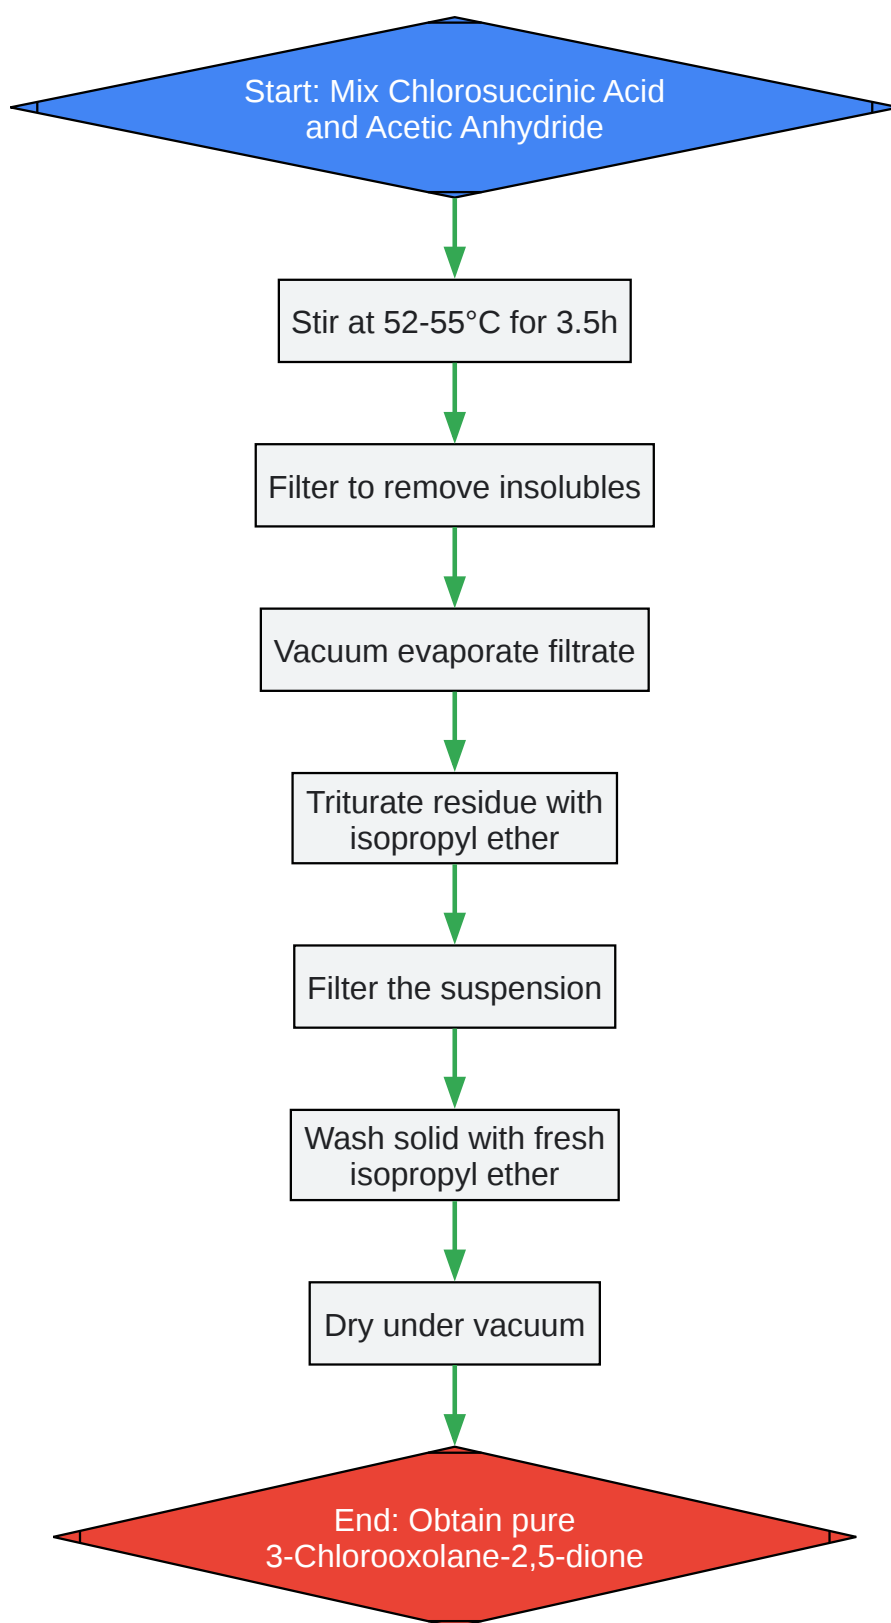 Start: Mix Chlorosuccinic Acid
and Acetic Anhydride
Stir at 52-55°C for 3.5h
Filter to remove insolubles
Vacuum evaporate filtrate
Triturate residue with
isopropyl ether
Filter the suspension
Wash solid with fresh
isopropyl ether
Dry under vacuum
End: Obtain pure
3-Chlorooxolane-2,5-dione